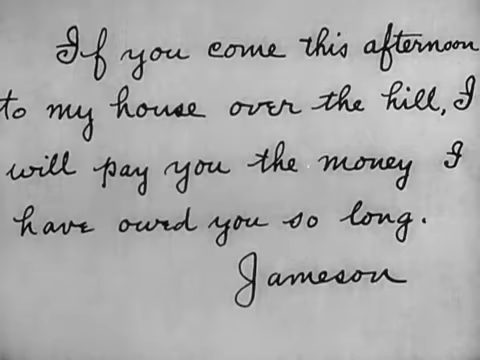 If you come this afternoon
to my house over the hill, I
will pay you the money I
have owed you so long.
Jameson